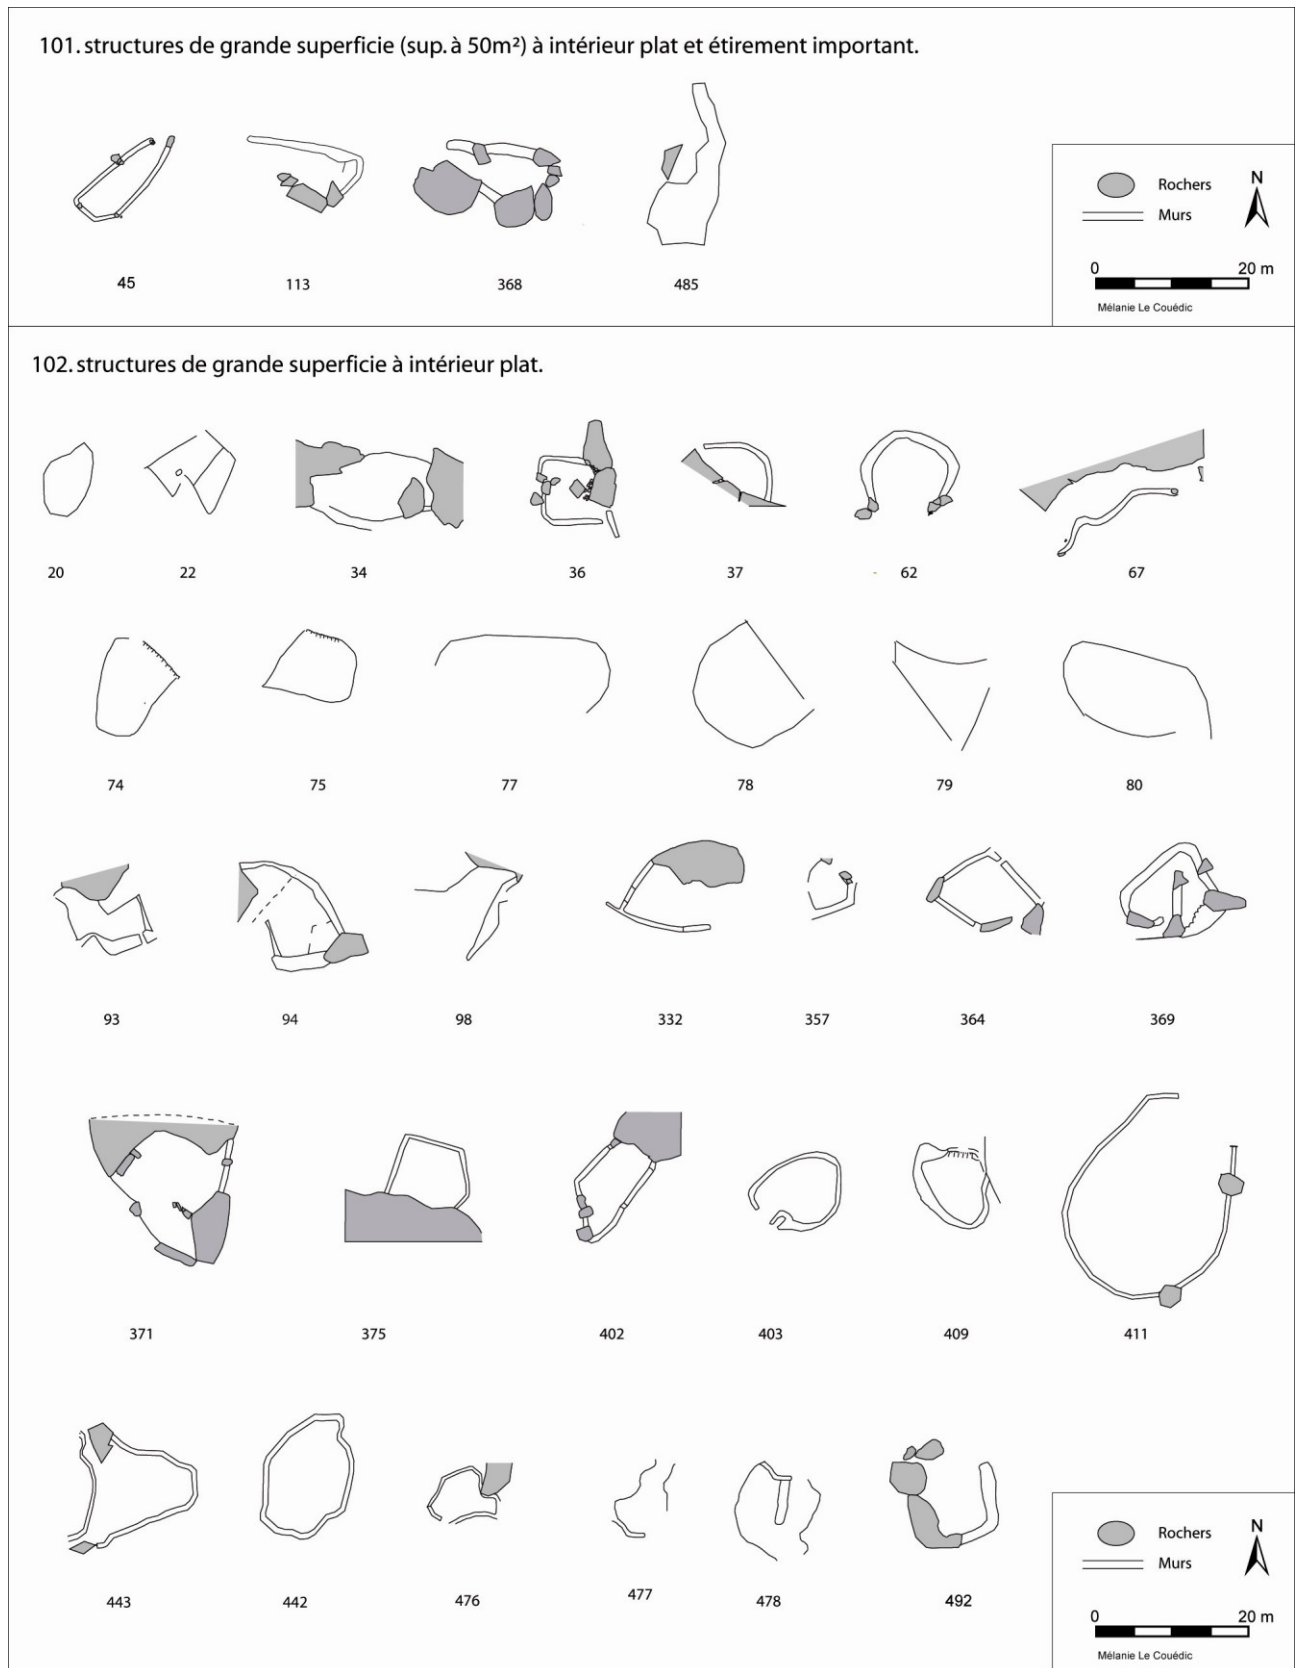 101. structures de grande superficie (sup. à 50m²) à intérieur plat et étirement important.
45 113 368 485
Rochers
N
Murs
0 20 m
Mélanie Le Couédic
102. structures de grande superficie à intérieur plat.
20 22 34 36 37 62 67
74 75 77 78 79 80
93 94 98 332 357 364 369
371 375 402 403 409 411
443 442 476 477 478 492
Rochers
N
Murs
0 20 m
Mélanie Le Couédic